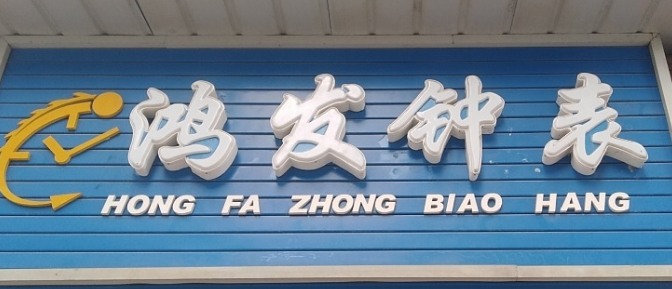 鸿发钟表
HONG FA ZHONG BIAO HANG